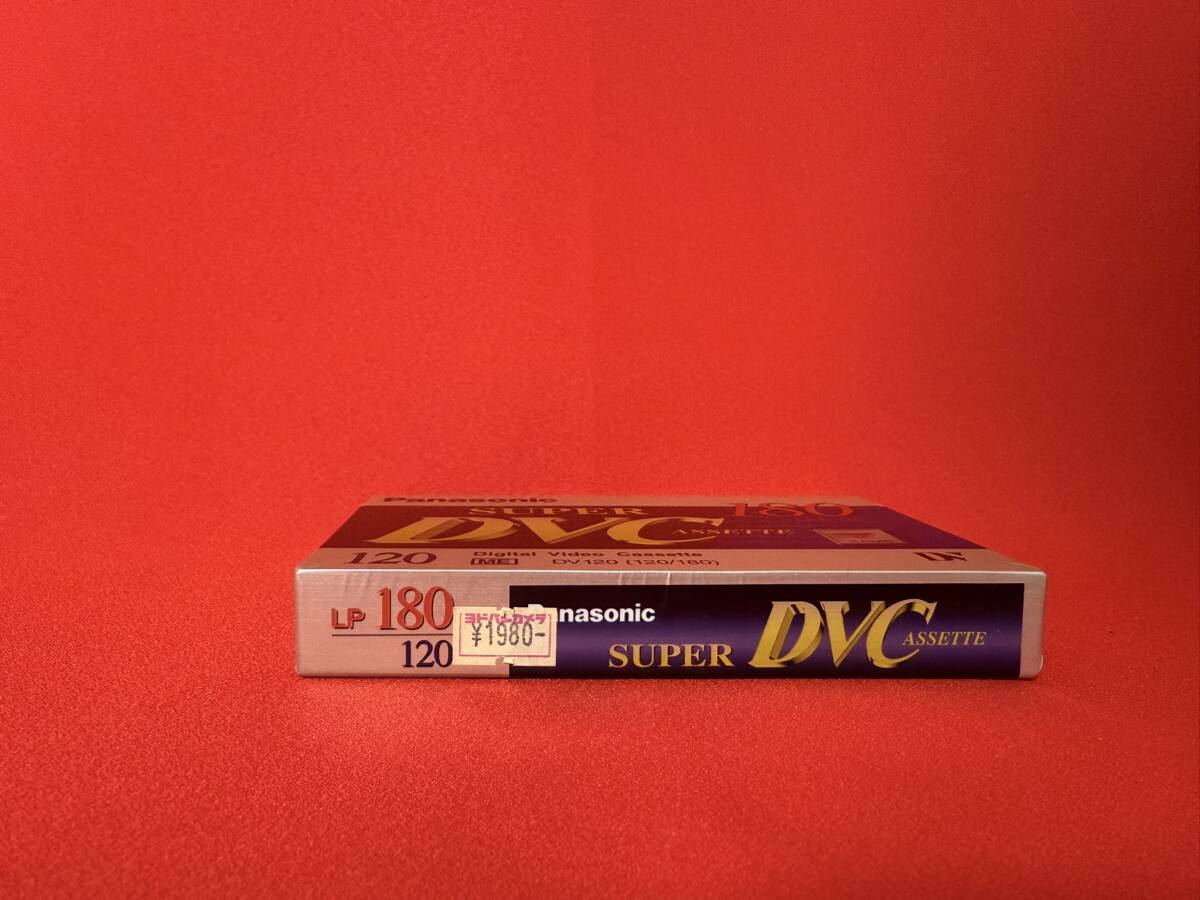 Panasonic
180
SUPER
DVC ASSETTE
120
Digital Video Cassette
ME DV120 (120/180)
DV
LP 180
120
ヨドバシカメラ
¥1980-
Panasonic
SUPER DVC ASSETTE